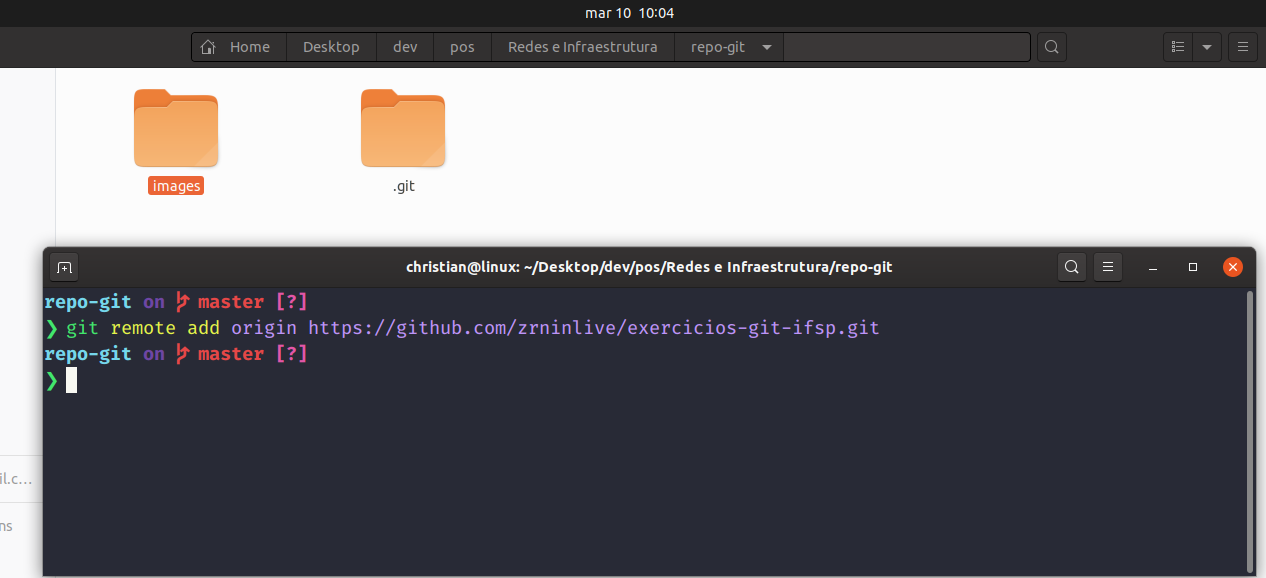 mar 10 10:04
Home Desktop dev pos Redes e Infraestrutura repo-git
images .git
christian@linux: ~/Desktop/dev/pos/Redes e Infraestrutura/repo-git
repo-git on master [?]
❯ git remote add origin https://github.com/zrninlive/exercicios-git-ifsp.git
repo-git on master [?]
❯
il.c...
ns